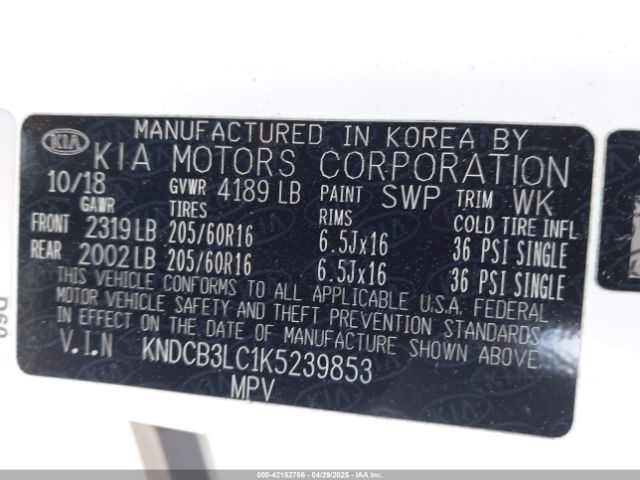 KIA
MANUFACTURED IN KOREA BY
KIA MOTORS CORPORATION
10/18 GVWR 4189 LB PAINT SWP TRIM WK
GAWR TIRES RIMS COLD TIRE INFL
FRONT 2319 LB 205/60R16 6.5Jx16 36 PSI SINGLE
REAR 2002 LB 205/60R16 6.5Jx16 36 PSI SINGLE
THIS VEHICLE CONFORMS TO ALL APPLICABLE U.S.A. FEDERAL
MOTOR VEHICLE SAFETY AND THEFT PREVENTION STANDARDS
IN EFFECT ON THE DATE OF MANUFACTURE SHOWN ABOVE.
V.I.N KNDCB3LC1K5239853
MPV
D60
000-42152786 - 04/29/2025 - IAAI.com